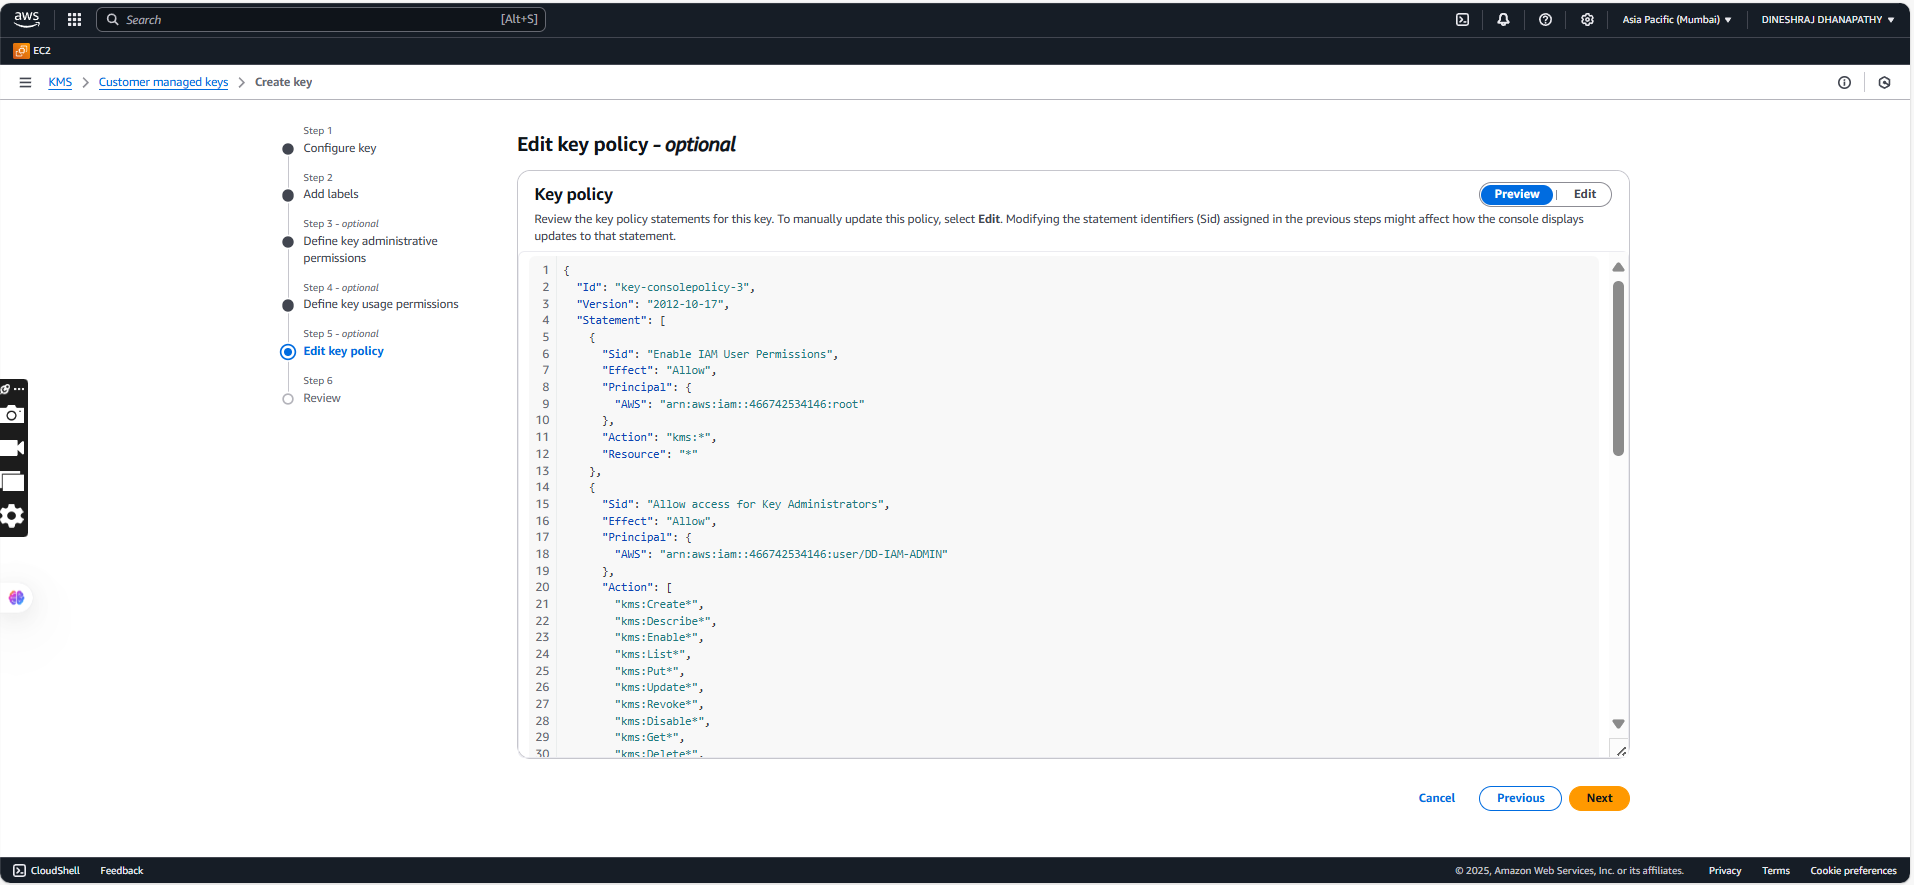 aws
Search
[Alt+S]
Asia Pacific (Mumbai)
DINESHRAJ DHANAPATHY
EC2
KMS
Customer managed keys
Create key
Step 1
Configure key
Step 2
Add labels
Step 3 - optional
Define key administrative
permissions
Step 4 - optional
Define key usage permissions
Step 5 - optional
Edit key policy
Step 6
Review
Edit key policy - optional
Key policy
Preview
Edit
Review the key policy statements for this key. To manually update this policy, select Edit. Modifying the statement identifiers (Sid) assigned in the previous steps might affect how the console displays
updates to that statement.
1 {
2 "Id": "key-consolepolicy-3",
3 "Version": "2012-10-17",
4 "Statement": [
5 {
6 "Sid": "Enable IAM User Permissions",
7 "Effect": "Allow",
8 "Principal": {
9 "AWS": "arn:aws:iam::466742534146:root"
10 },
11 "Action": "kms:*",
12 "Resource": "*"
13 },
14 {
15 "Sid": "Allow access for Key Administrators",
16 "Effect": "Allow",
17 "Principal": {
18 "AWS": "arn:aws:iam::466742534146:user/DD-IAM-ADMIN"
19 },
20 "Action": [
21 "kms:Create*",
22 "kms:Describe*",
23 "kms:Enable*",
24 "kms:List*",
25 "kms:Put*",
26 "kms:Update*",
27 "kms:Revoke*",
28 "kms:Disable*",
29 "kms:Get*",
30 "kms:Delete*",
Cancel
Previous
Next
CloudShell
Feedback
© 2025, Amazon Web Services, Inc. or its affiliates.
Privacy
Terms
Cookie preferences